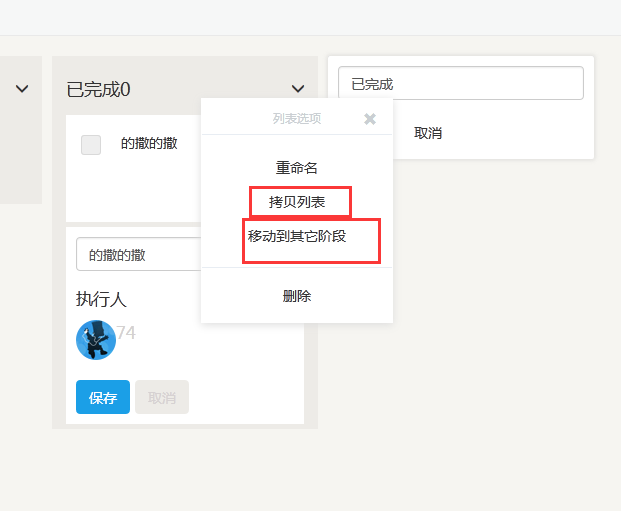 已完成0
的撒的撒
的撒的撒
执行人
74
保存 取消
列表选项
重命名
拷贝列表
移动到其它阶段
删除
已完成
取消